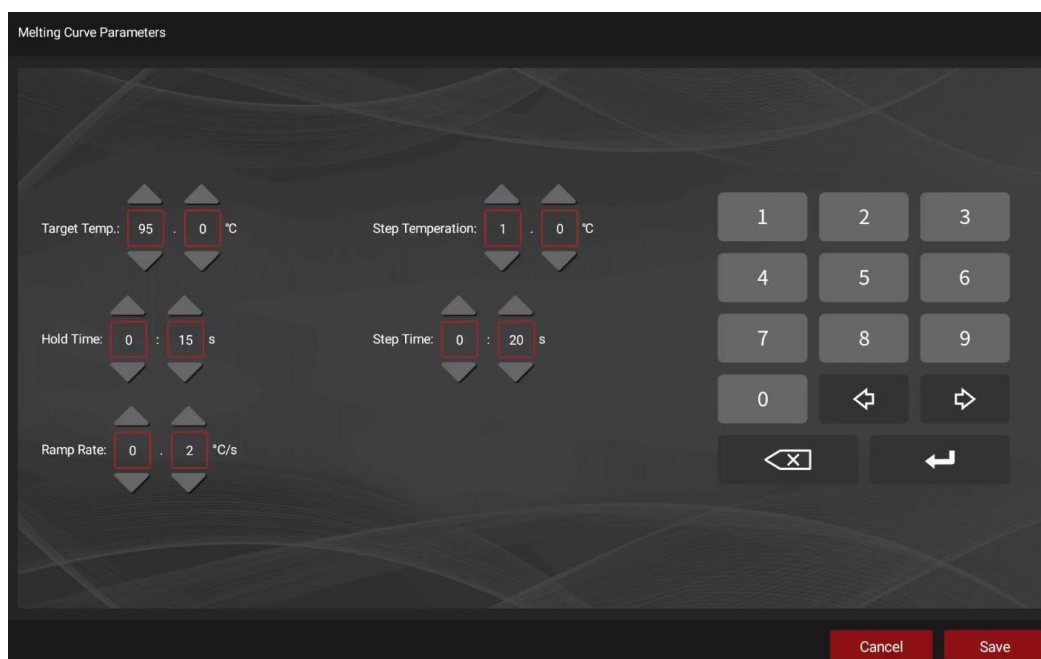 Melting Curve Parameters
Target Temp.: 95 . 0 °C
Step Temperation: 1 . 0 °C
Hold Time: 0 : 15 s
Step Time: 0 : 20 s
Ramp Rate: 0 . 2 °C/s
1 2 3
4 5 6
7 8 9
0
Cancel Save